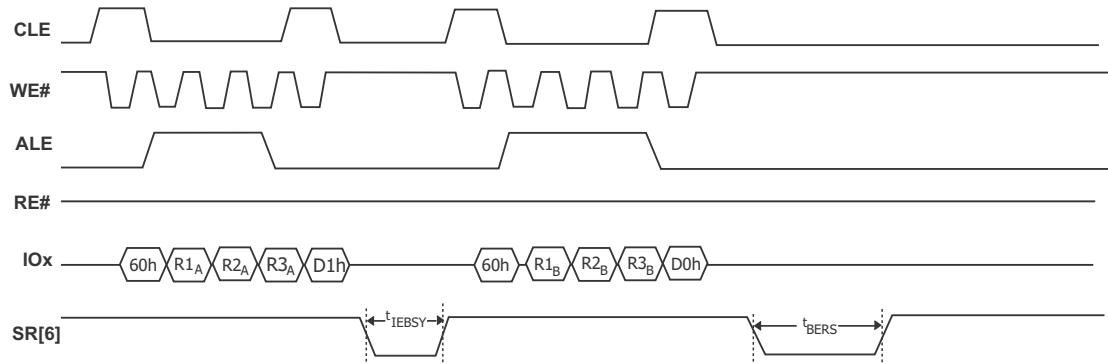 CLE
WE#
ALE
RE#
IOx 60h R1A R2A R3A D1h 60h R1B R2B R3B D0h
SR[6] tIEBSY tBERS